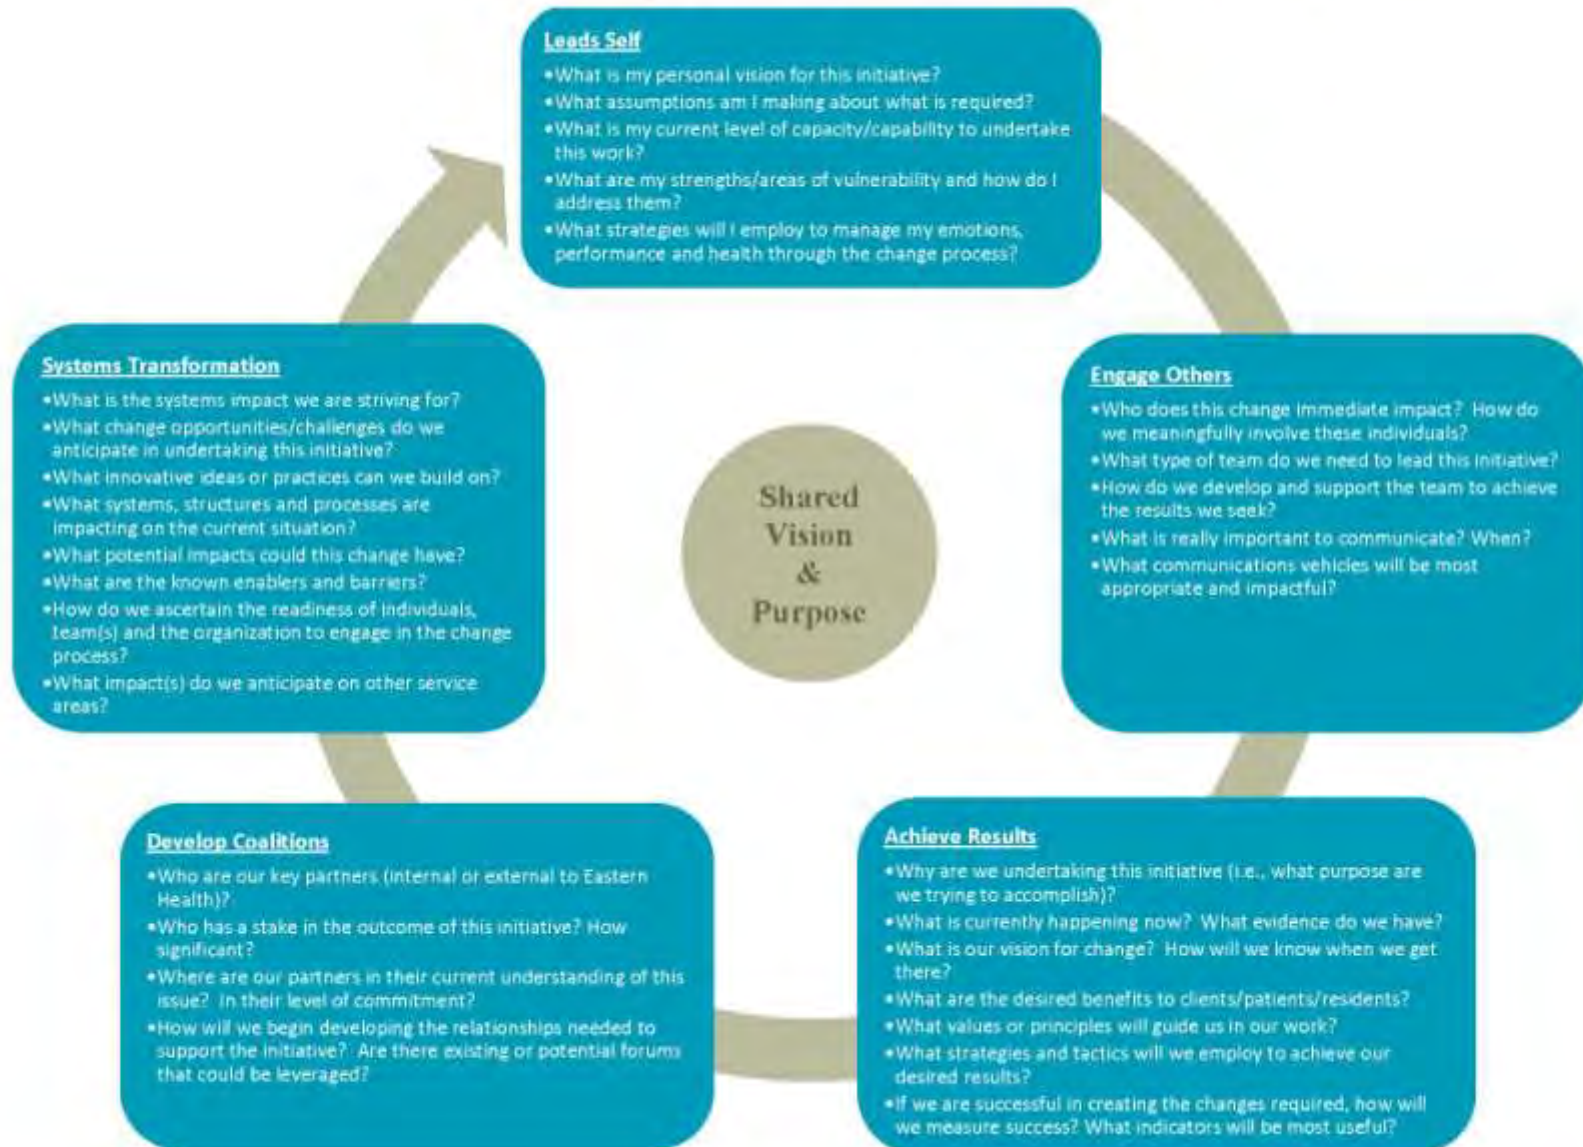 Leads Self
•What is my personal vision for this initiative?
•What assumptions am I making about what is required?
•What is my current level of capacity/capability to undertake
this work?
•What are my strengths/areas of vulnerability and how do I
address them?
•What strategies will I employ to manage my emotions,
performance and health through the change process?
Engage Others
•Who does this change immediate impact?  How do
we meaningfully involve these individuals?
•What type of team do we need to lead this initiative?
•How do we develop and support the team to achieve
the results we seek?
•What is really important to communicate? When?
•What communications vehicles will be most
appropriate and impactful?
Achieve Results
•Why are we undertaking this initiative (i.e., what purpose are
we trying to accomplish)?
•What is currently happening now?  What evidence do we have?
•What is our vision for change?  How will we know when we get
there?
•What are the desired benefits to clients/patients/residents?
•What values or principles will guide us in our work?
•What strategies and tactics will we employ to achieve our
desired results?
•If we are successful in creating the changes required, how will
we measure success? What indicators will be most useful?
Develop Coalitions
•Who are our key partners (internal or external to Eastern
Health)?
•Who has a stake in the outcome of this initiative? How
significant?
•Where are our partners in their current understanding of this
issue?  In their level of commitment?
•How will we begin developing the relationships needed to
support the initiative?  Are there existing or potential forums
that could be leveraged?
Systems Transformation
•What is the systems impact we are striving for?
•What change opportunities/challenges do we
anticipate in undertaking this initiative?
•What innovative ideas or practices can we build on?
•What systems, structures and processes are
impacting on the current situation?
•What potential impacts could this change have?
•What are the known enablers and barriers?
•How do we ascertain the readiness of individuals,
team(s) and the organization to engage in the change
process?
•What impact(s) do we anticipate on other service
areas?
Shared
Vision
&
Purpose